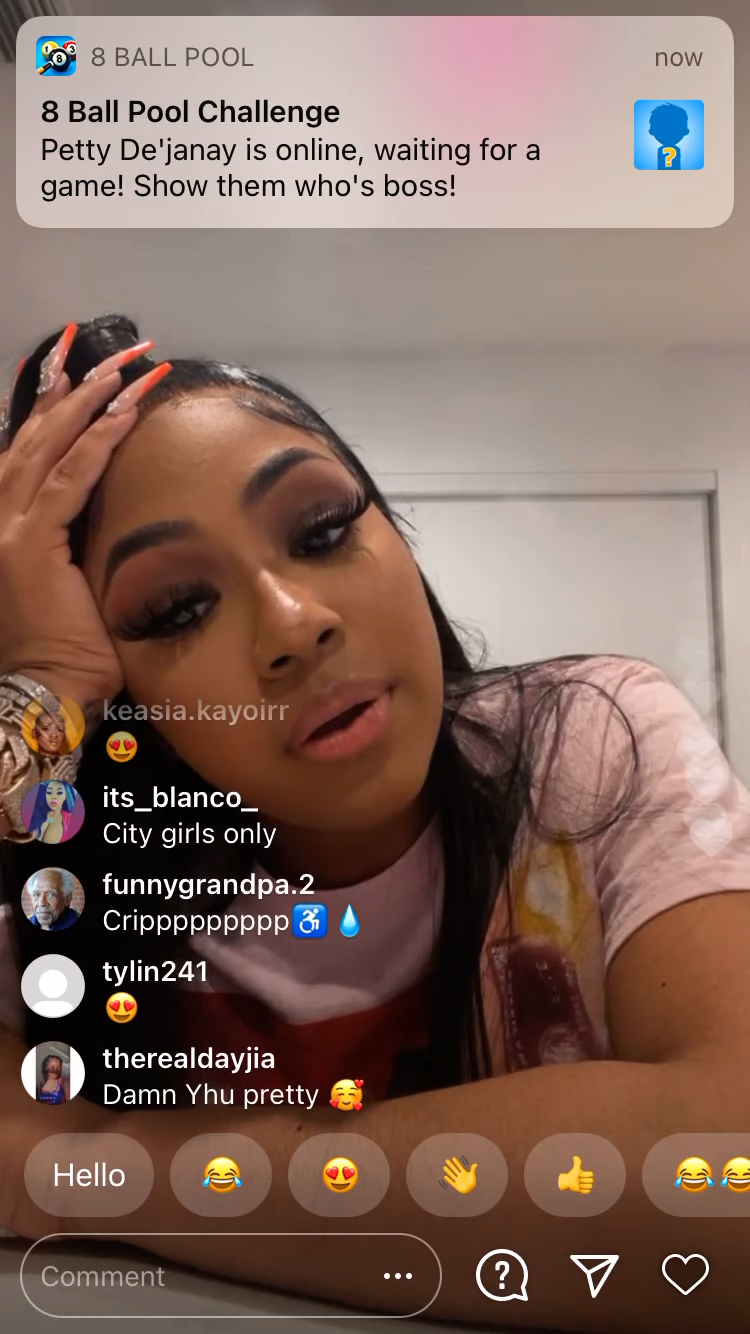 8 BALL POOL
now
8 Ball Pool Challenge
Petty De'janay is online, waiting for a
game! Show them who's boss!
keasia.kayoirr
😍
its_blanco_
City girls only
funnygrandpa.2
Cripppppppppp♿💧
tylin241
😍
therealdayjia
Damn Yhu pretty 🥰
Hello
Comment